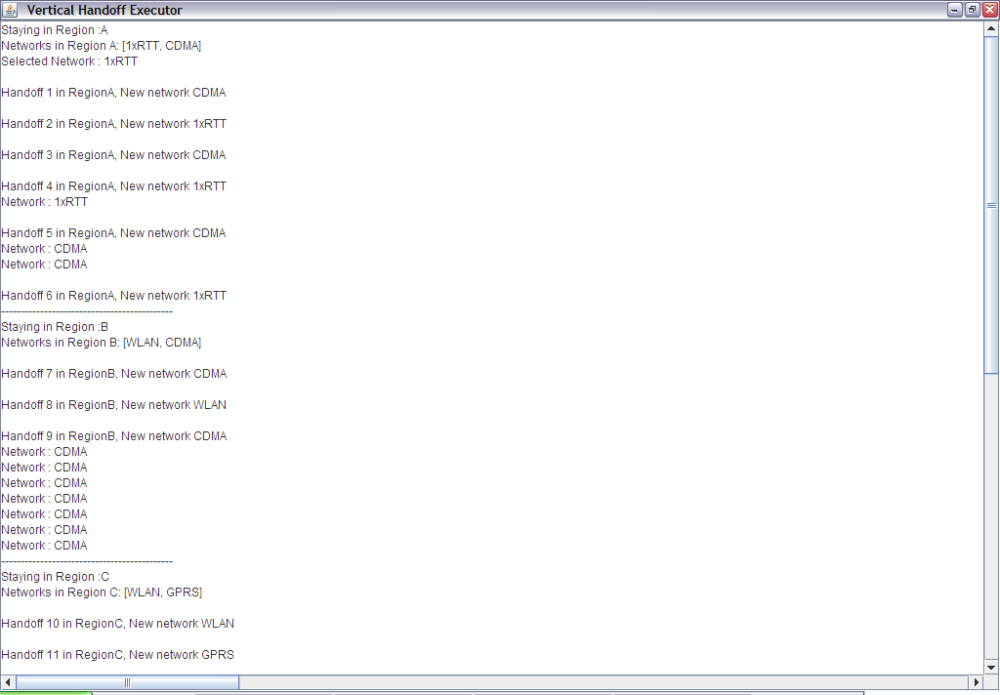 Vertical Handoff Executor
Staying in Region :A
Networks in Region A: [1xRTT, CDMA]
Selected Network : 1xRTT
Handoff 1 in RegionA, New network CDMA
Handoff 2 in RegionA, New network 1xRTT
Handoff 3 in RegionA, New network CDMA
Handoff 4 in RegionA, New network 1xRTT
Network : 1xRTT
Handoff 5 in RegionA, New network CDMA
Network : CDMA
Network : CDMA
Handoff 6 in RegionA, New network 1xRTT
--------------------------------------------
Staying in Region :B
Networks in Region B: [WLAN, CDMA]
Handoff 7 in RegionB, New network CDMA
Handoff 8 in RegionB, New network WLAN
Handoff 9 in RegionB, New network CDMA
Network : CDMA
Network : CDMA
Network : CDMA
Network : CDMA
Network : CDMA
Network : CDMA
Network : CDMA
--------------------------------------------
Staying in Region :C
Networks in Region C: [WLAN, GPRS]
Handoff 10 in RegionC, New network WLAN
Handoff 11 in RegionC, New network GPRS